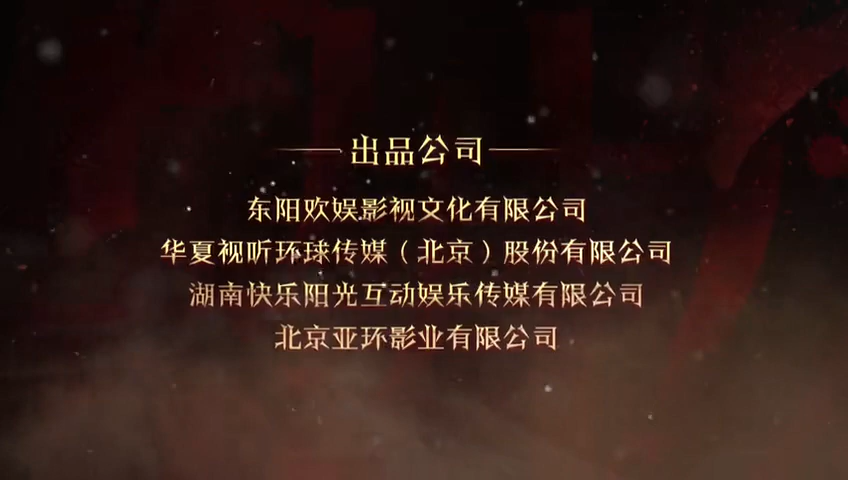 出品公司
东阳欢娱影视文化有限公司
华夏视听环球传媒（北京）股份有限公司
湖南快乐阳光互动娱乐传媒有限公司
北京亚环影业有限公司